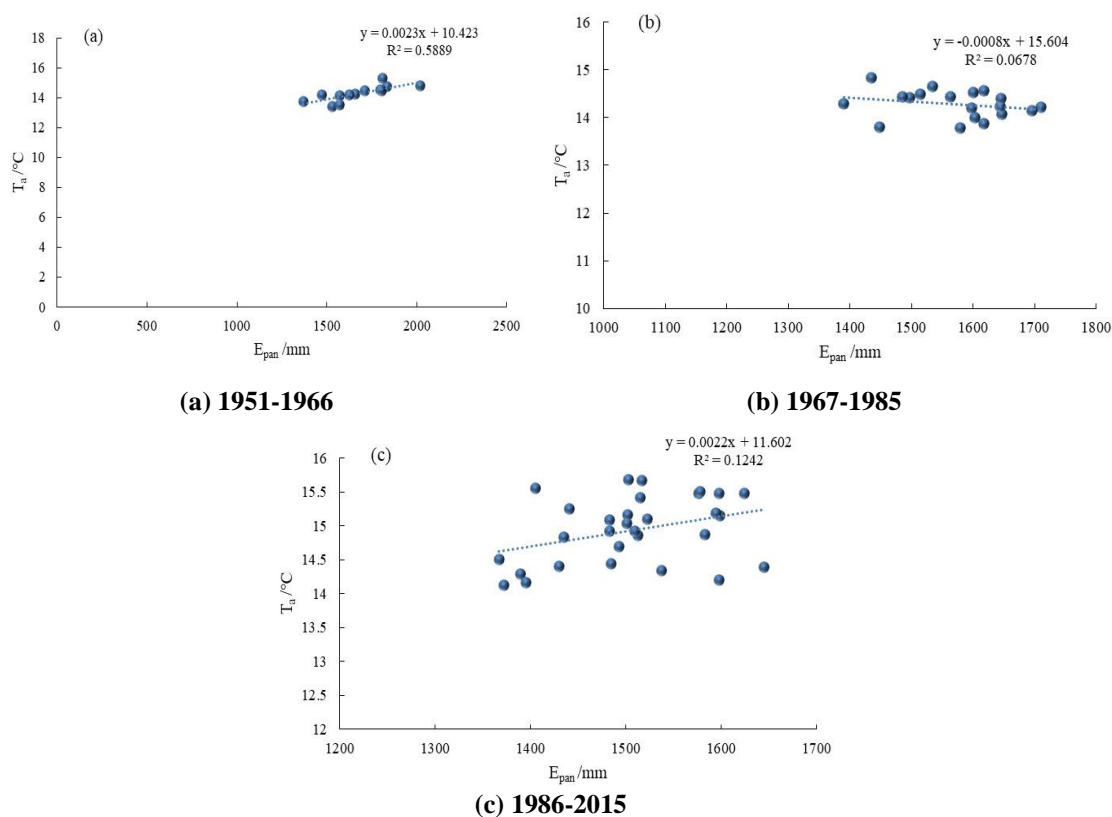 (a)
y = 0.0023x + 10.423
R² = 0.5889
18
16
14
12
10
8
6
4
2
0
Tₐ /°C
0 500 1000 1500 2000 2500
E_pan /mm
(a) 1951-1966
(b)
y = -0.0008x + 15.604
R² = 0.0678
16
15
14
13
12
11
10
Tₐ /°C
1000 1100 1200 1300 1400 1500 1600 1700 1800
E_pan /mm
(b) 1967-1985
(c)
y = 0.0022x + 11.602
R² = 0.1242
16
15.5
15
14.5
14
13.5
13
12.5
12
Tₐ /°C
1200 1300 1400 1500 1600 1700
E_pan /mm
(c) 1986-2015